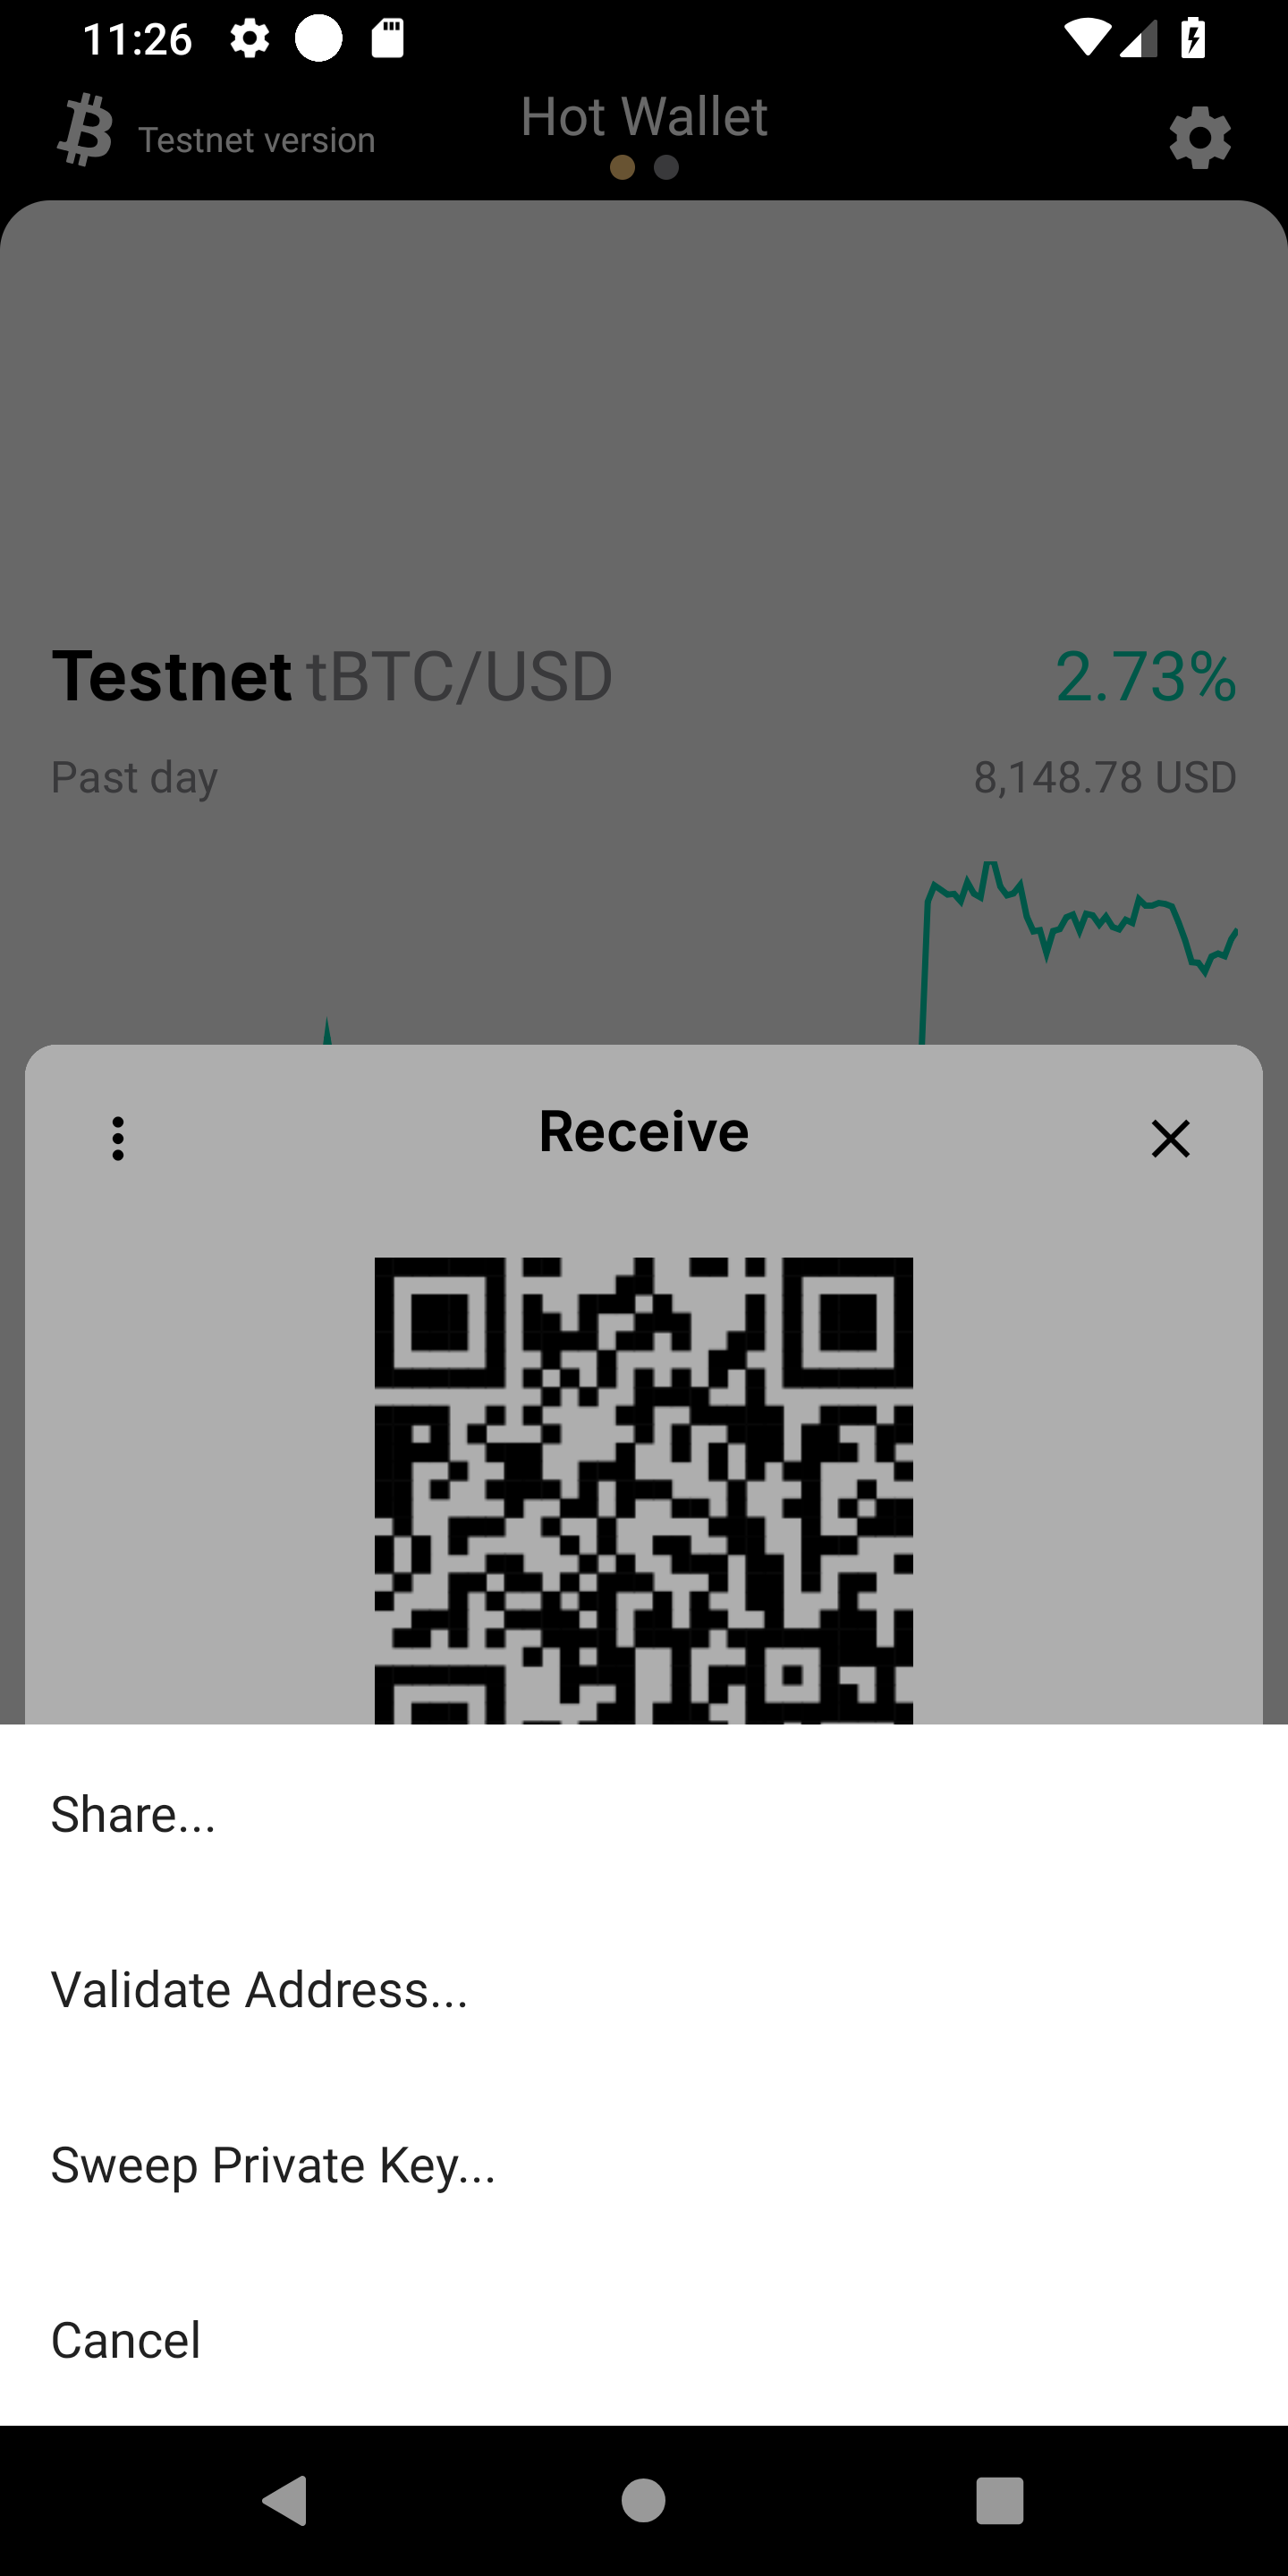 11:26
Testnet version
Hot Wallet
Testnet tBTC/USD
2.73%
Past day
8,148.78 USD
Receive
Share...
Validate Address...
Sweep Private Key...
Cancel